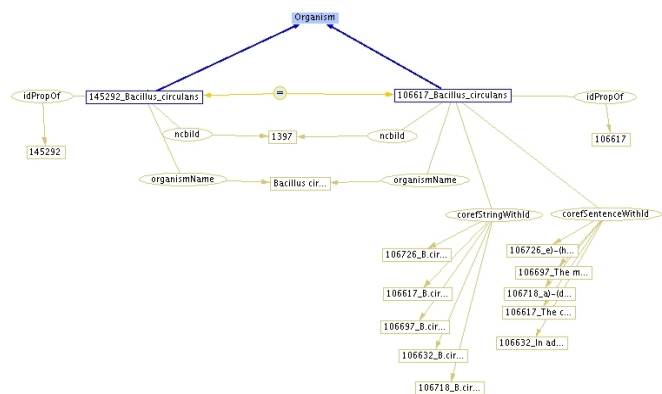 Organism
idPropOf
145292_Bacillus_circulans
=
106617_Bacillus_circulans
idPropOf
ncbiId
1397
ncbiId
106617
145292
organismName
Bacillus cir...
organismName
corefStringWithId
corefSentenceWithId
106726_B.cir...
106726_e)-(h...
106697_The m...
106617_B.cir...
106718_a)-(d...
106617_The c...
106697_B.cir...
106632_In ad...
106632_B.cir...
106718_B.cir...